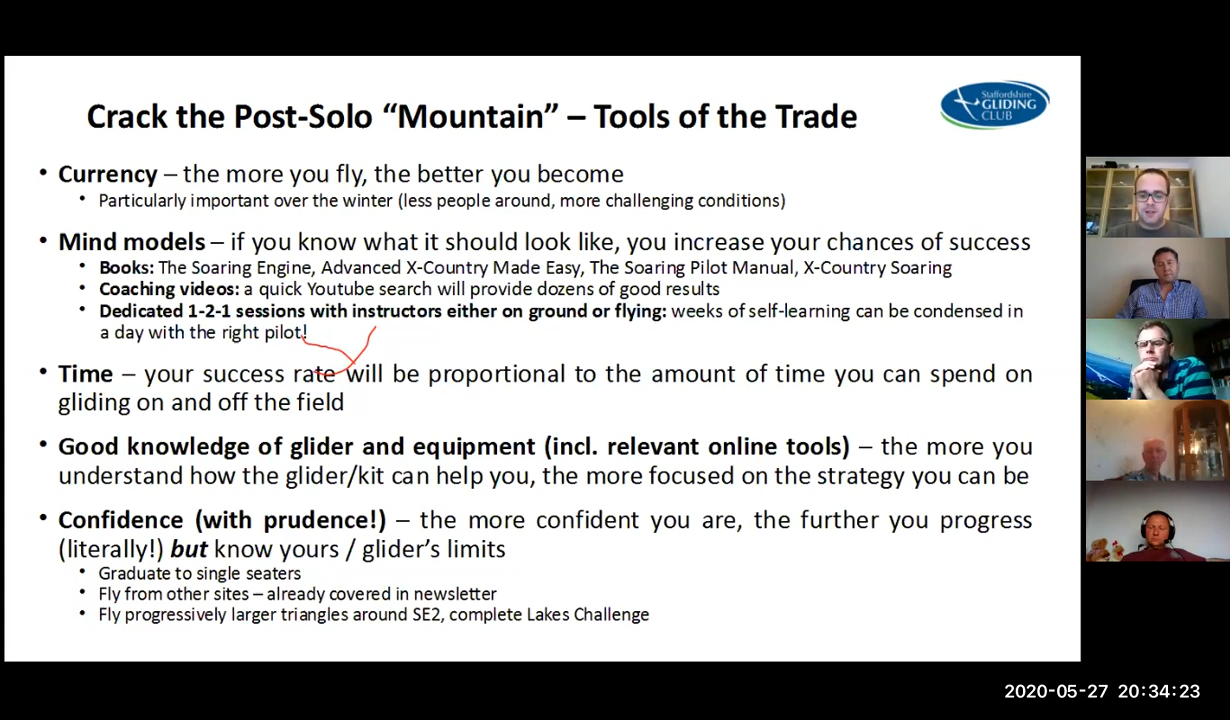 Crack the Post-Solo “Mountain” – Tools of the Trade
Staffordshire
GLIDING
CLUB
• Currency – the more you fly, the better you become
• Particularly important over the winter (less people around, more challenging conditions)
• Mind models – if you know what it should look like, you increase your chances of success
• Books: The Soaring Engine, Advanced X-Country Made Easy, The Soaring Pilot Manual, X-Country Soaring
• Coaching videos: a quick Youtube search will provide dozens of good results
• Dedicated 1-2-1 sessions with instructors either on ground or flying: weeks of self-learning can be condensed in
a day with the right pilot!
• Time – your success rate will be proportional to the amount of time you can spend on
gliding on and off the field
• Good knowledge of glider and equipment (incl. relevant online tools) – the more you
understand how the glider/kit can help you, the more focused on the strategy you can be
• Confidence (with prudence!) – the more confident you are, the further you progress
(literally!) but know yours / glider’s limits
• Graduate to single seaters
• Fly from other sites – already covered in newsletter
• Fly progressively larger triangles around SE2, complete Lakes Challenge
2020-05-27 20:34:23